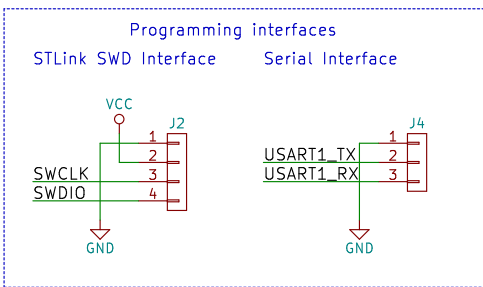 Programming interfaces
STLink SWD Interface
Serial Interface
VCC
J2
1
2
SWCLK 3
SWDIO 4
GND
J4
1
USART1_TX 2
USART1_RX 3
GND